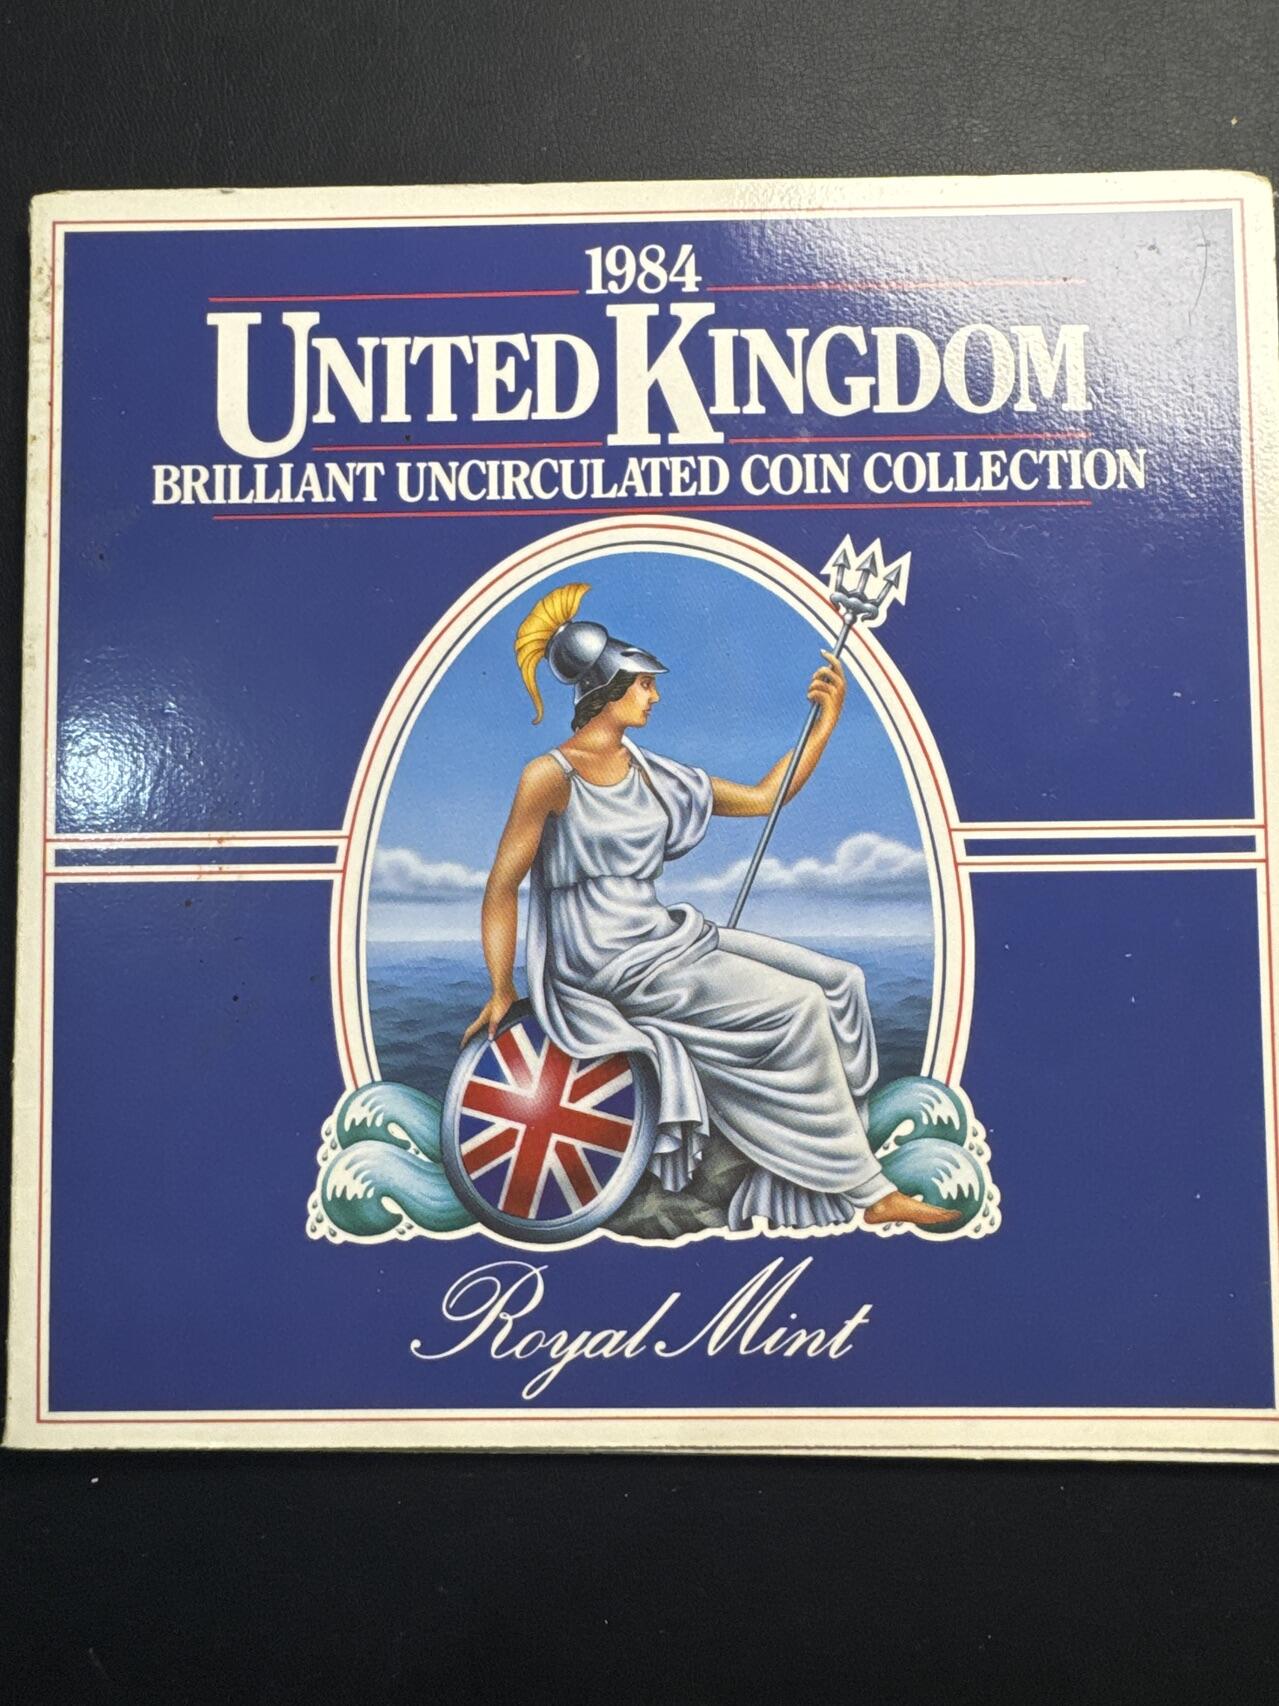 1984
UNITED KINGDOM
BRILLIANT UNCIRCULATED COIN COLLECTION
Royal Mint